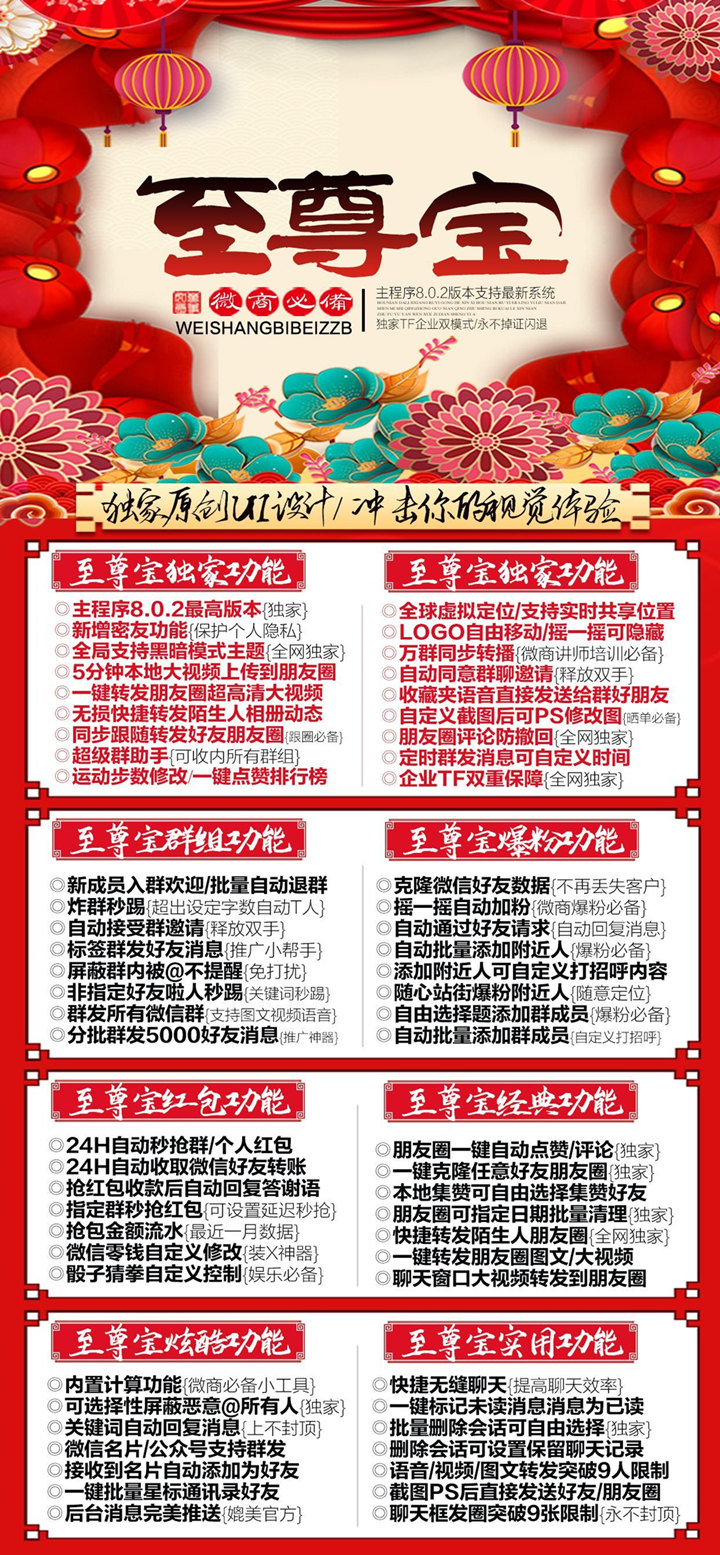 至尊宝
微商必备
WEISHANGBIBEIZZB
主程序8.0.2版本支持最新系统
独家TF企业双模式/永不掉证闪退
独家原创UI设计/冲击你的视觉体验
至尊宝独家功能
◎主程序8.0.2最高版本{独家}
◎新增密友功能{保护个人隐私}
◎全局支持黑暗模式主题{全网独家}
◎5分钟本地大视频上传到朋友圈
◎一键转发朋友圈超高清大视频
◎无损快捷转发陌生人相册动态
◎同步跟随转发好友朋友圈{跟圈必备}
◎超级群助手{可收内所有群组}
◎运动步数修改/一键点赞排行榜
至尊宝独家功能
◎全球虚拟定位/支持实时共享位置
◎LOGO自由移动/摇一摇可隐藏
◎万群同步转播{微商讲师培训必备}
◎自动同意群聊邀请{释放双手}
◎收藏夹语音直接发送给群好朋友
◎自定义截图后可PS修改图{晒单必备}
◎朋友圈评论防撤回{全网独家}
◎定时群发消息可自定义时间
◎企业TF双重保障{全网独家}
至尊宝群组功能
◎新成员入群欢迎/批量自动退群
◎炸群秒踢{超出设定字数自动T人}
◎自动接受群邀请{释放双手}
◎标签群发好友消息{推广小帮手}
◎屏蔽群内被@不提醒{免打扰}
◎非指定好友啦人秒踢{关键词秒踢}
◎群发所有微信群{支持图文视频语音}
◎分批群发5000好友消息{推广神器}
至尊宝爆粉功能
◎克隆微信好友数据{不再丢失客户}
◎摇一摇自动加粉{微商爆粉必备}
◎自动通过好友请求{自动回复消息}
◎自动批量添加附近人{爆粉必备}
◎添加附近人可自定义打招呼内容
◎随心站街爆粉附近人{随意定位}
◎自由选择题添加群成员{爆粉必备}
◎自动批量添加群成员{自定义打招呼}
至尊宝红包功能
◎24H自动秒抢群/个人红包
◎24H自动收取微信好友转账
◎抢红包收款后自动回复答谢语
◎指定群秒抢红包{可设置延迟秒抢}
◎抢包金额流水{最近一月数据}
◎微信零钱自定义修改{装X神器}
◎骰子猜拳自定义控制{娱乐必备}
至尊宝经典功能
◎朋友圈一键自动点赞/评论{独家}
◎一键克隆任意好友朋友圈{独家}
◎本地集赞可自由选择集赞好友
◎朋友圈可指定日期批量清理{独家}
◎快捷转发陌生人朋友圈{全网独家}
◎一键转发朋友圈图文/大视频
◎聊天窗口大视频转发到朋友圈
至尊宝炫酷功能
◎内置计算功能{微商必备小工具}
◎可选择性屏蔽恶意@所有人{独家}
◎关键词自动回复消息{上不封顶}
◎微信名片/公众号支持群发
◎接收到名片自动添加为好友
◎一键批量星标通讯录好友
◎后台消息完美推送{媲美官方}
至尊宝实用功能
◎快捷无缝聊天{提高聊天效率}
◎一键标记未读消息消息为已读
◎批量删除会话可自由选择{独家}
◎删除会话可设置保留聊天记录
◎语音/视频/图文转发突破9人限制
◎截图PS后直接发送好友/朋友圈
◎聊天框发圈突破9张限制{永不封顶}